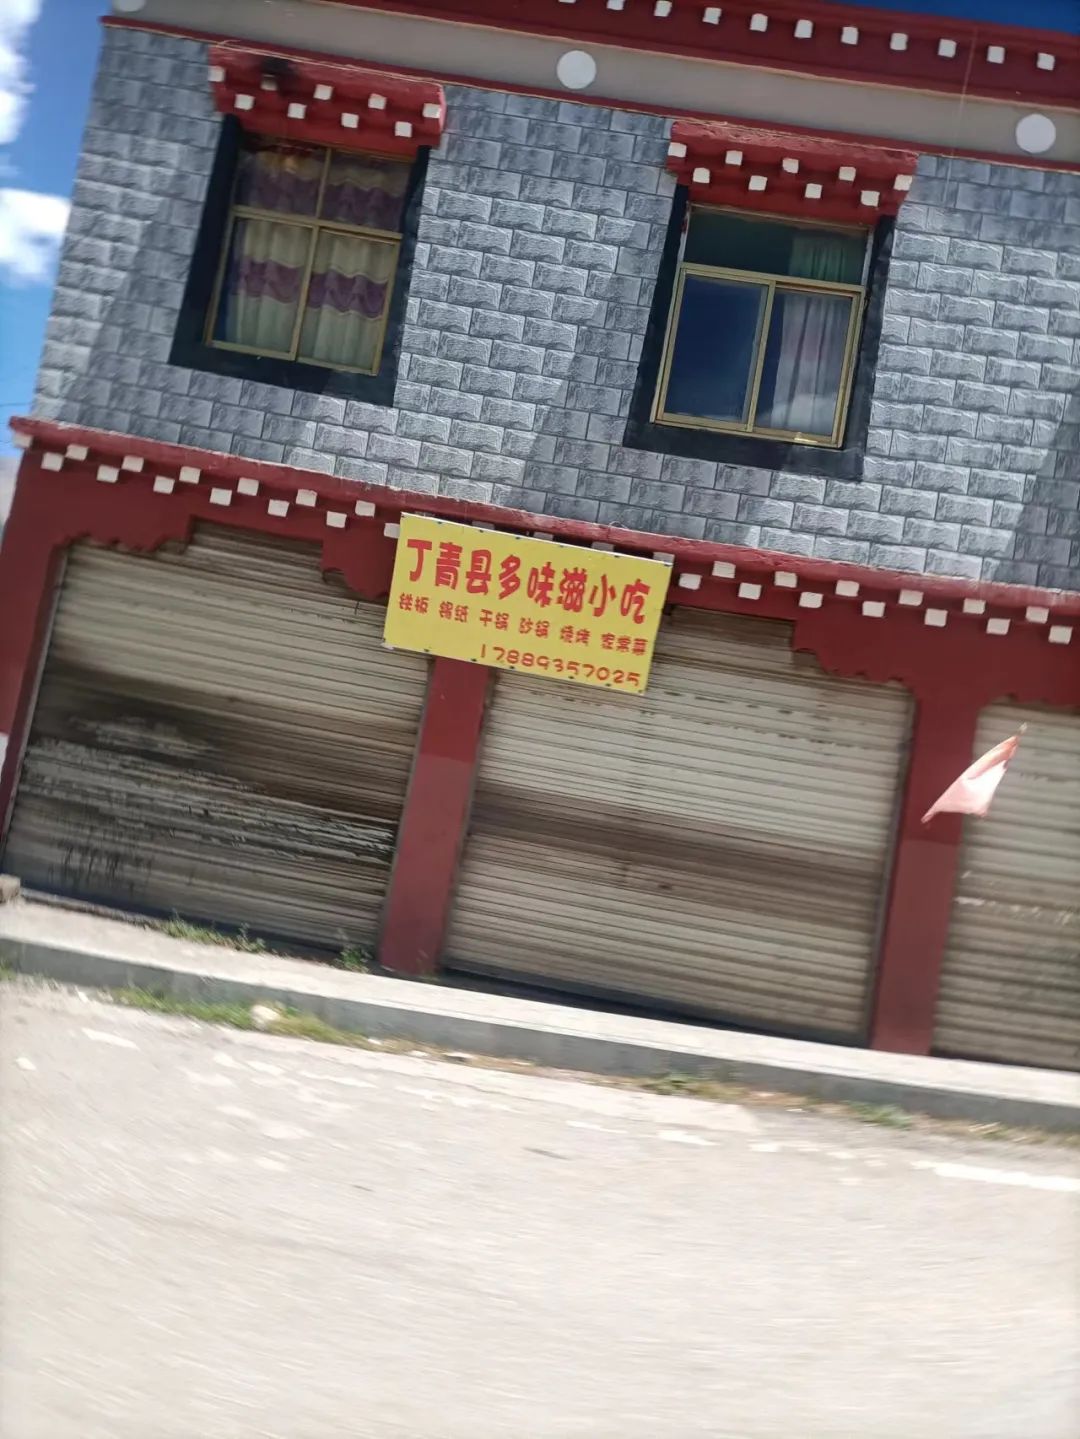 丁青县多味滋小吃
铁板 锡纸 干锅 砂锅 烧烤 家常菜
17889357025